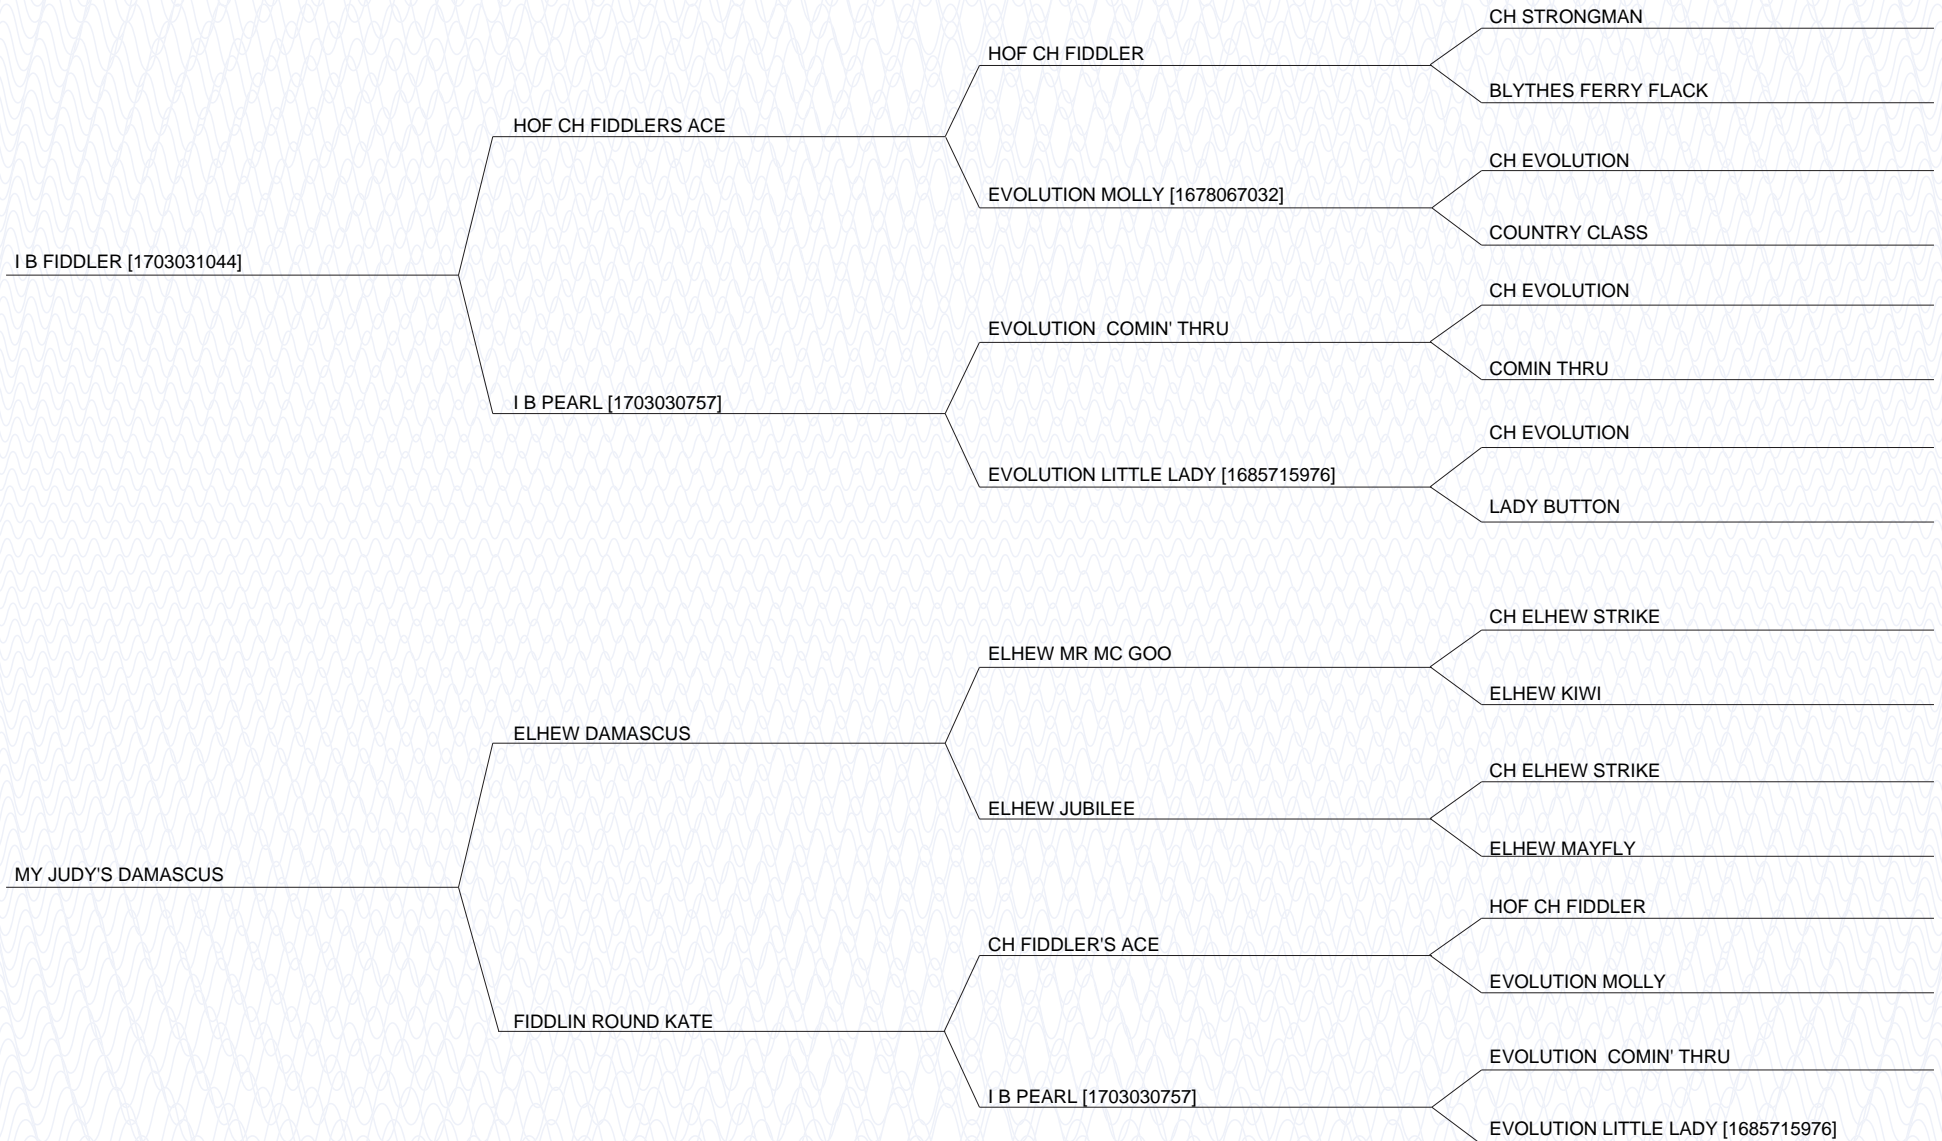 CH STRONGMAN
HOF CH FIDDLER
BLYTHES FERRY FLACK
HOF CH FIDDLERS ACE
CH EVOLUTION
EVOLUTION MOLLY [1678067032]
COUNTRY CLASS
I B FIDDLER [1703031044]
CH EVOLUTION
EVOLUTION  COMIN' THRU
COMIN THRU
I B PEARL [1703030757]
CH EVOLUTION
EVOLUTION LITTLE LADY [1685715976]
LADY BUTTON
CH ELHEW STRIKE
ELHEW MR MC GOO
ELHEW KIWI
ELHEW DAMASCUS
CH ELHEW STRIKE
ELHEW JUBILEE
ELHEW MAYFLY
MY JUDY'S DAMASCUS
HOF CH FIDDLER
CH FIDDLER'S ACE
EVOLUTION MOLLY
FIDDLIN ROUND KATE
EVOLUTION  COMIN' THRU
I B PEARL [1703030757]
EVOLUTION LITTLE LADY [1685715976]